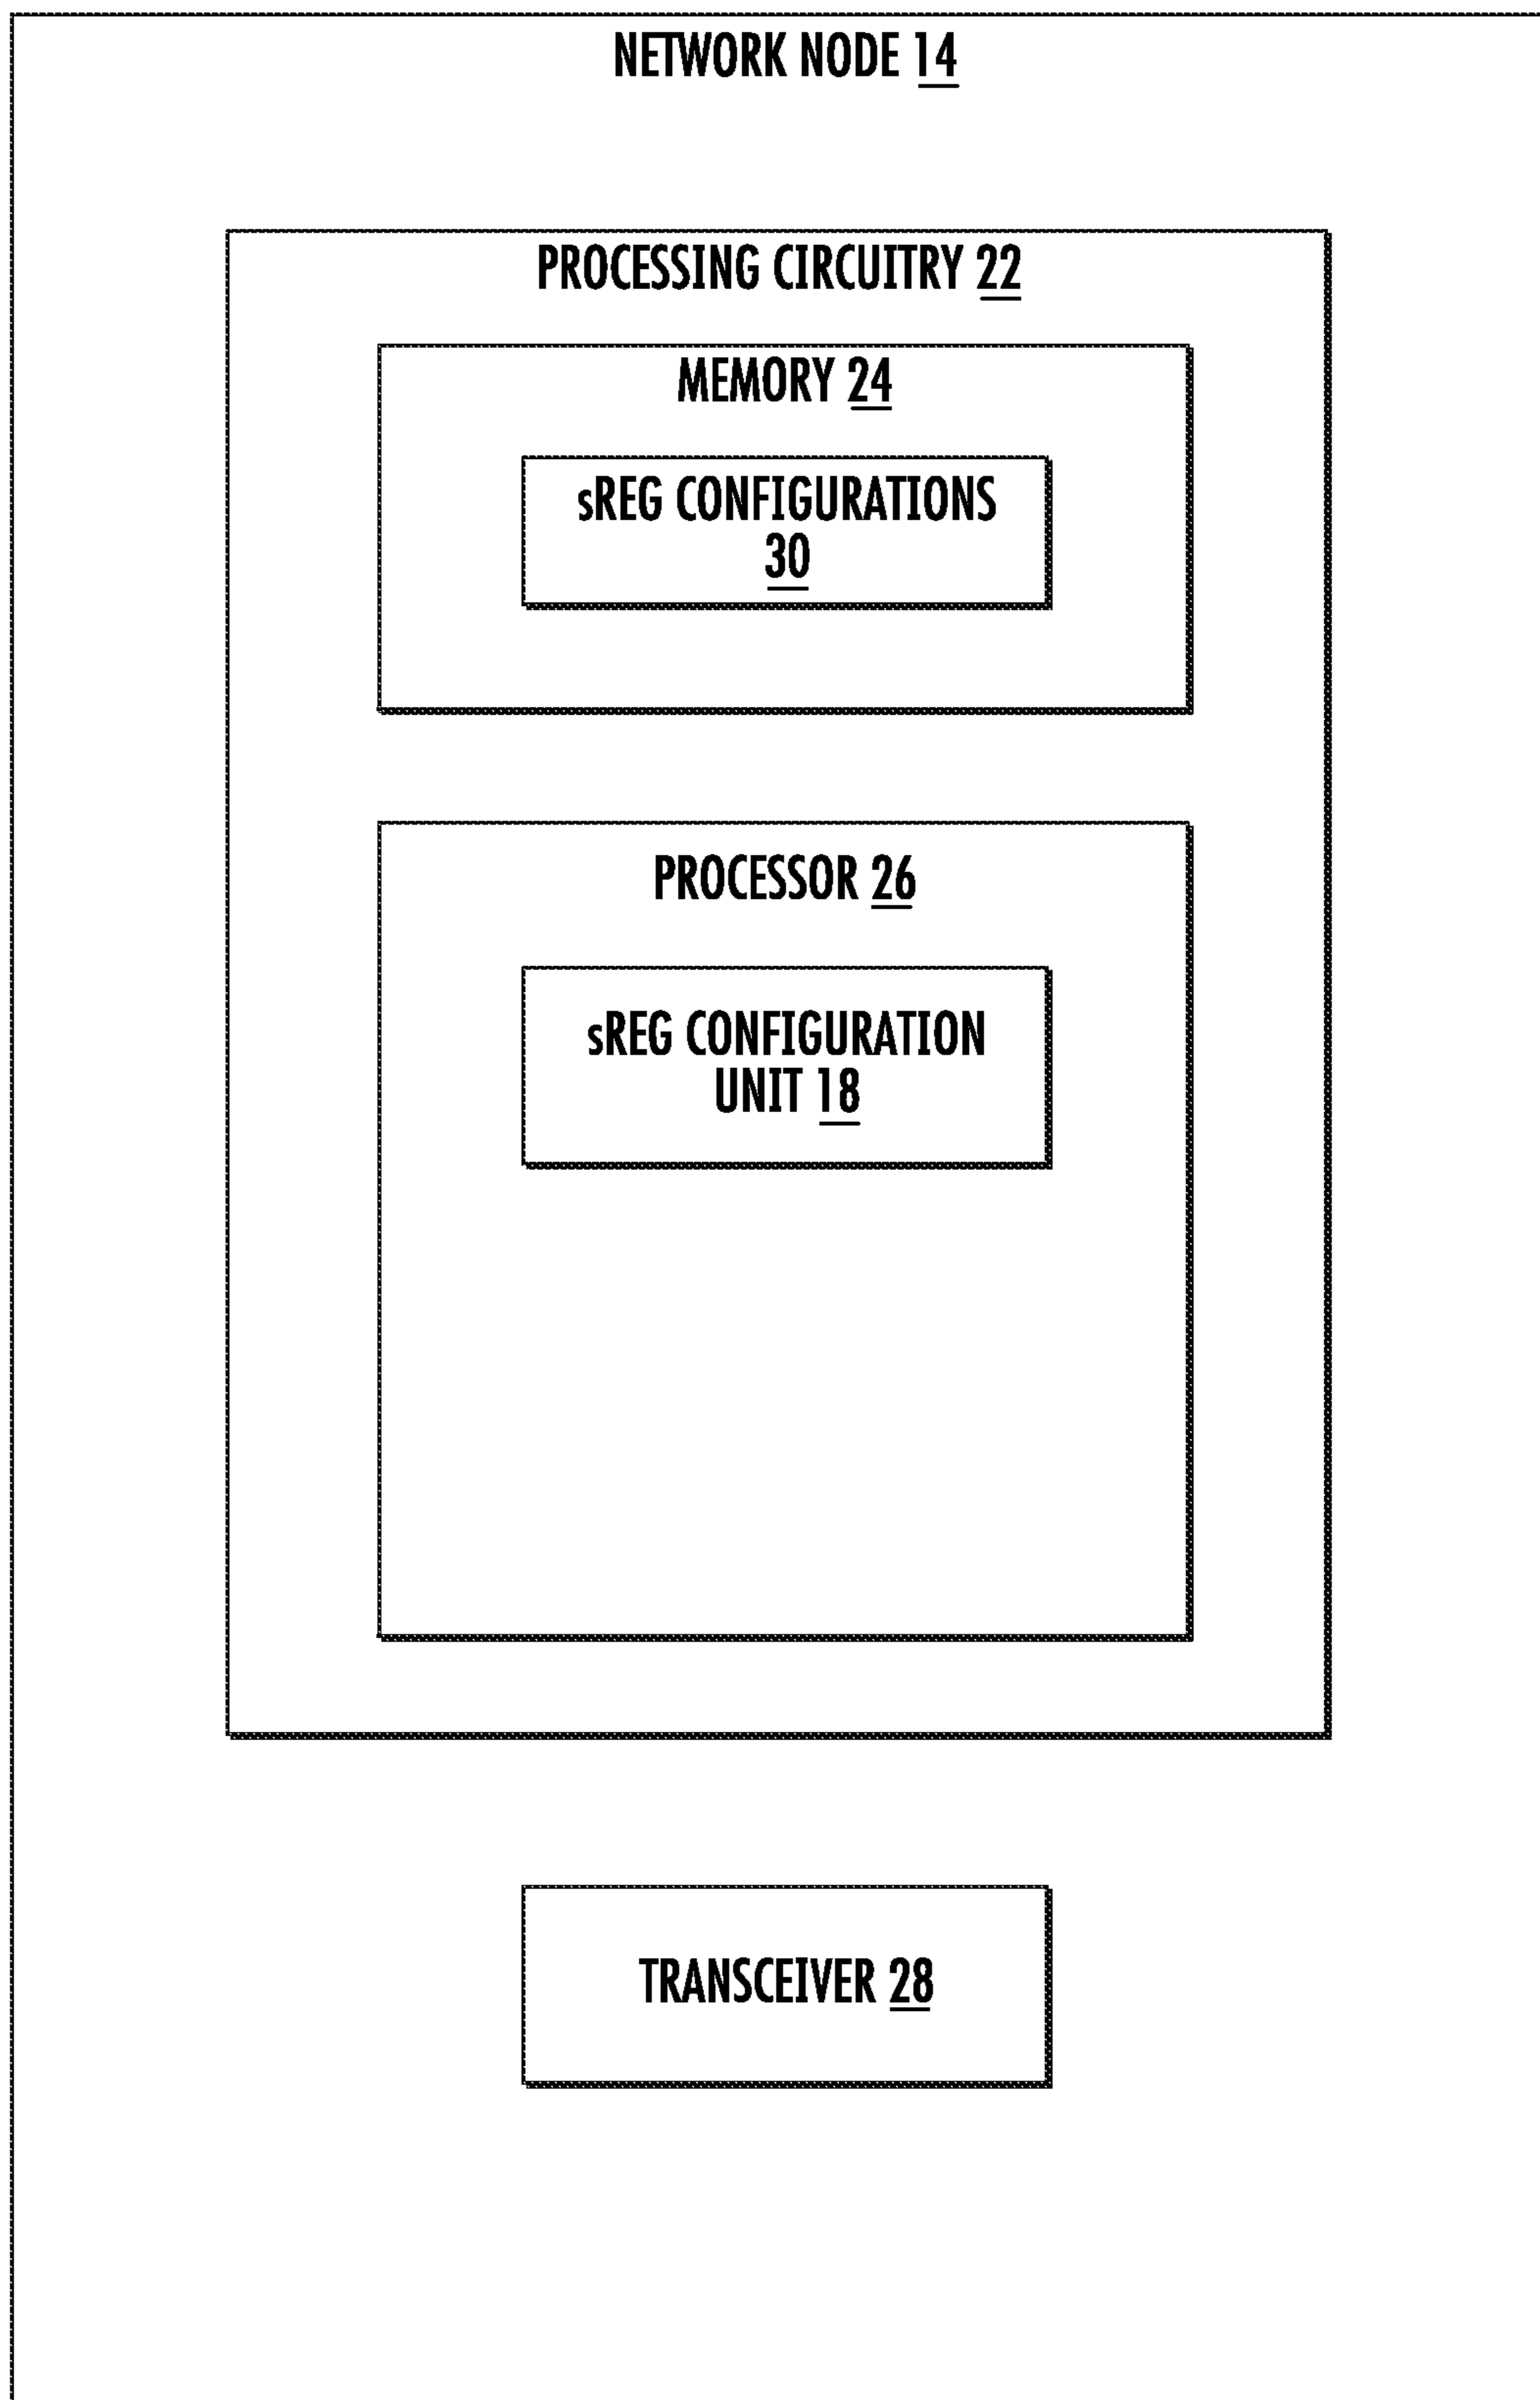 NETWORK NODE 14
PROCESSING CIRCUITRY 22
MEMORY 24
sREG CONFIGURATIONS
30
PROCESSOR 26
sREG CONFIGURATION
UNIT 18
TRANSCEIVER 28